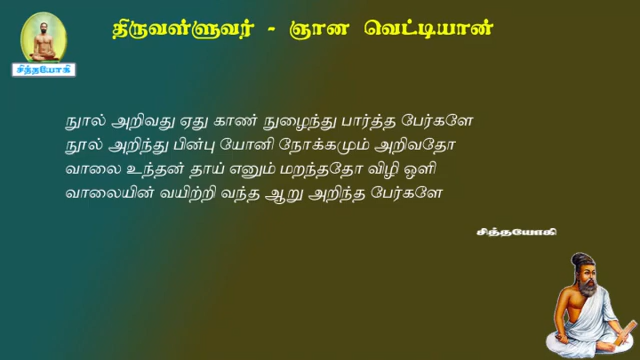 திருவள்ளுவர் - ஞான வெட்டியான்
சித்தயோகி
நுால் அறிவது ஏது காண் நுழைந்து பார்த்த பேர்களே
நூல் அறிந்து பின்பு யோனி நோக்கமும் அறிவதோ
வாலை உந்தன் தாய் எனும் மறந்ததோ விழி ஒளி
வாலையின் வயிற்றி வந்த ஆறு அறிந்த பேர்களே
சித்தயோகி